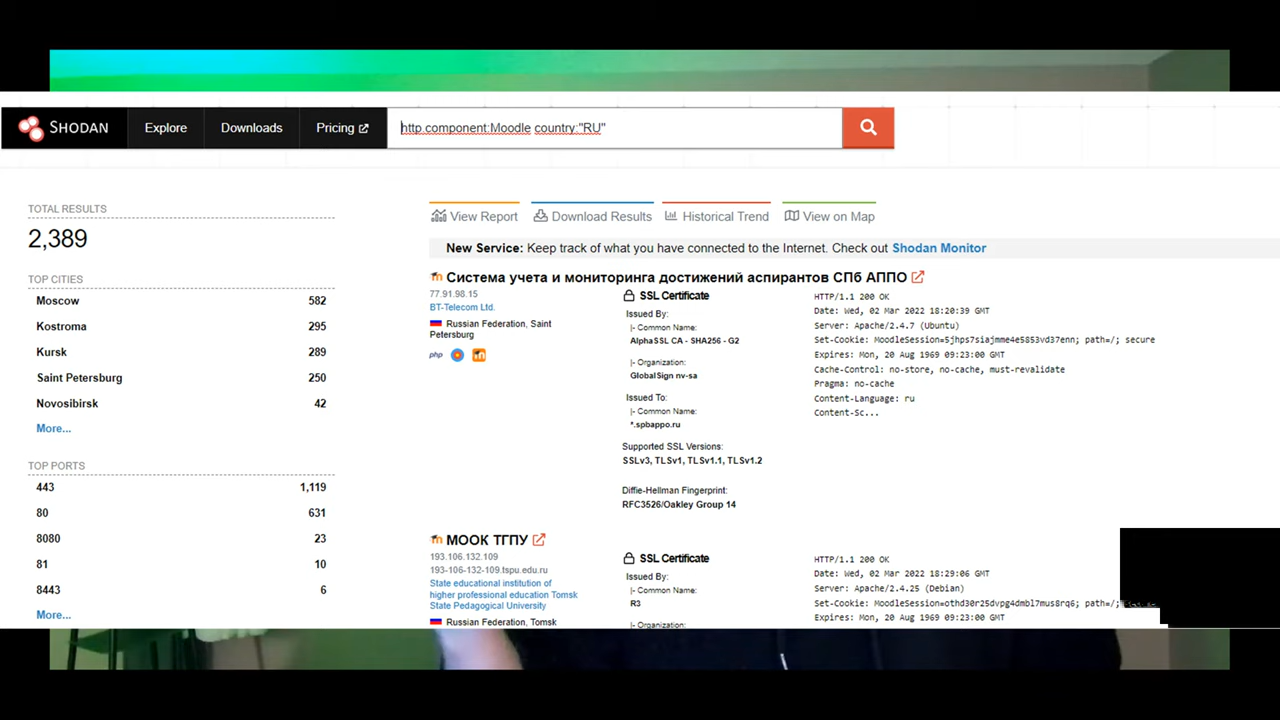 SHODAN
Explore
Downloads
Pricing
http.component:Moodle country:"RU"
TOTAL RESULTS
2,389
TOP CITIES
Moscow 582
Kostroma 295
Kursk 289
Saint Petersburg 250
Novosibirsk 42
More...
TOP PORTS
443 1,119
80 631
8080 23
81 10
8443 6
More...
View Report
Download Results
Historical Trend
View on Map
New Service: Keep track of what you have connected to the Internet. Check out Shodan Monitor
Система учета и мониторинга достижений аспирантов СПб АППО
77.91.98.15
BT-Telecom Ltd.
Russian Federation, Saint
Petersburg
php
SSL Certificate
Issued By:
|- Common Name:
AlphaSSL CA - SHA256 - G2
|- Organization:
GlobalSign nv-sa
Issued To:
|- Common Name:
*.spbappo.ru
Supported SSL Versions:
SSLv3, TLSv1, TLSv1.1, TLSv1.2
Diffie-Hellman Fingerprint:
RFC3526/Oakley Group 14
HTTP/1.1 200 OK
Date: Wed, 02 Mar 2022 18:20:39 GMT
Server: Apache/2.4.7 (Ubuntu)
Set-Cookie: MoodleSession=5jhps7siajmme4e5853vd37enn; path=/; secure
Expires: Mon, 20 Aug 1969 09:23:00 GMT
Cache-Control: no-store, no-cache, must-revalidate
Pragma: no-cache
Content-Language: ru
Content-Sc...
МООК ТГПУ
193.106.132.109
193-106-132-109.tspu.edu.ru
State educational institution of
higher professional education Tomsk
State Pedagogical University
Russian Federation, Tomsk
SSL Certificate
Issued By:
|- Common Name:
R3
|- Organization:
HTTP/1.1 200 OK
Date: Wed, 02 Mar 2022 18:29:06 GMT
Server: Apache/2.4.25 (Debian)
Set-Cookie: MoodleSession=othd30r25dvpg4dmbl7mus8rq6; path=/;
Expires: Mon, 20 Aug 1969 09:23:00 GMT